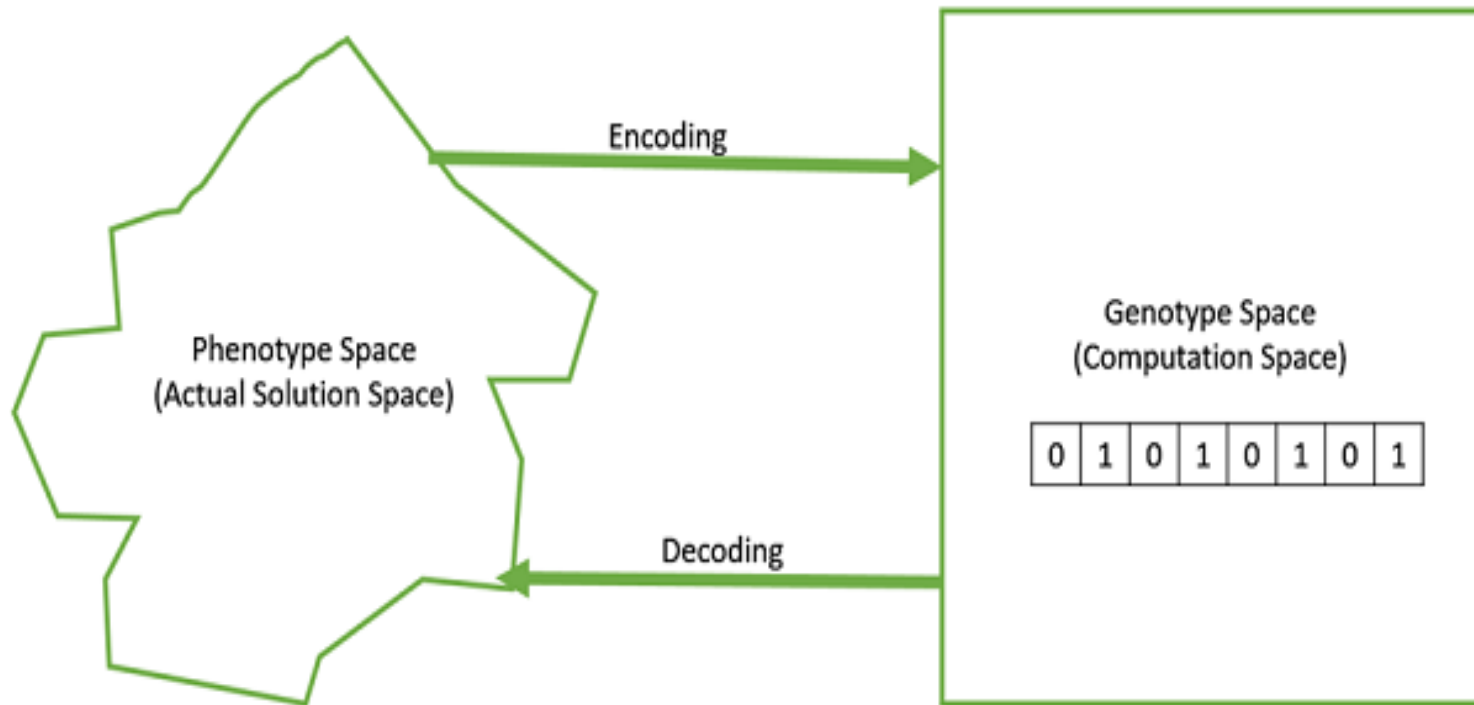 Encoding
Phenotype Space
(Actual Solution Space)
Genotype Space
(Computation Space)
0 1 0 1 0 1 0 1
Decoding